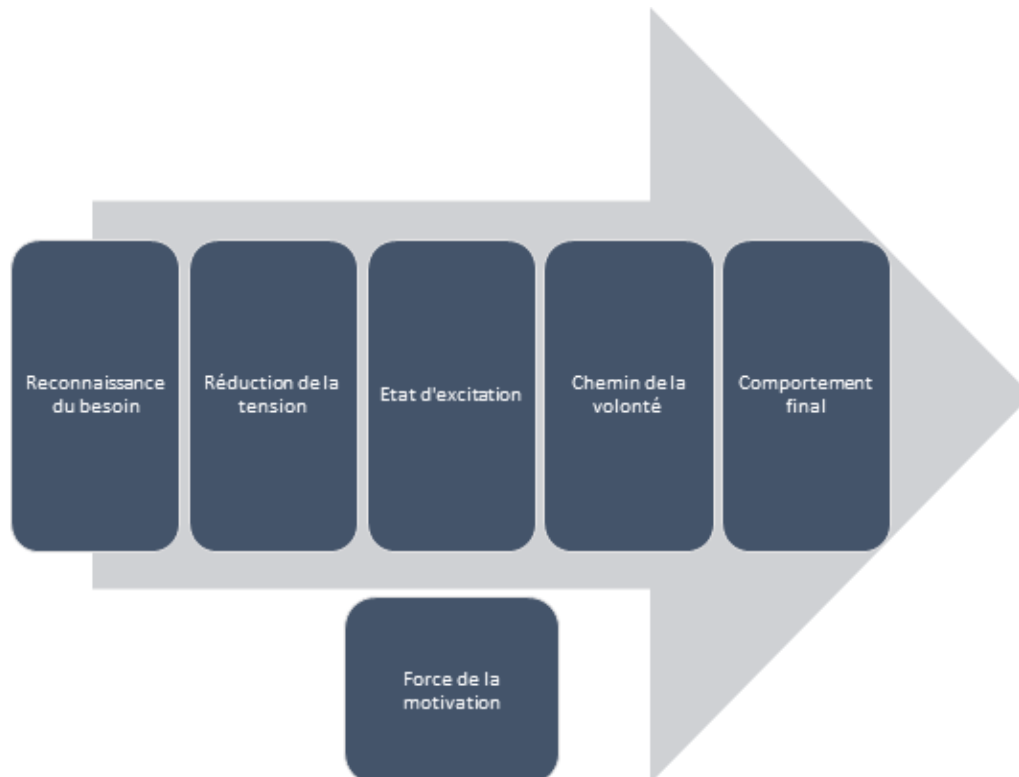 Reconnaissance
du besoin
Réduction de la
tension
Etat d'excitation
Chemin de la
volonté
Comportement
final
Force de la
motivation